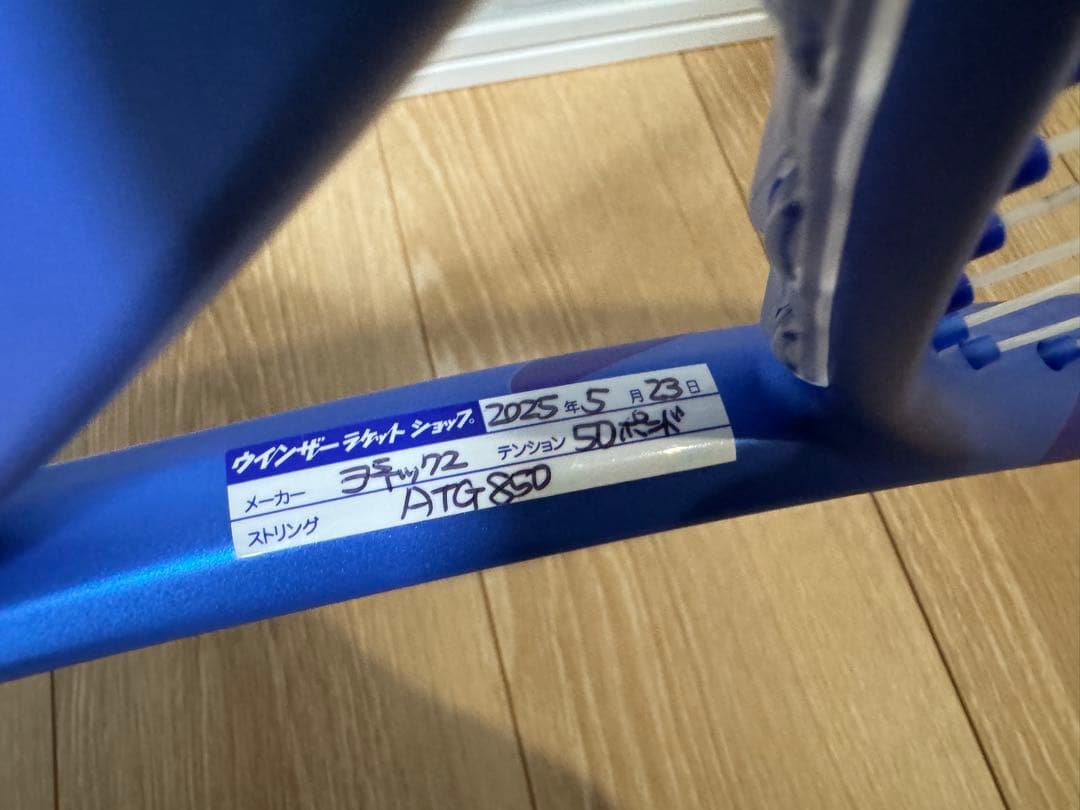 ウインザーラケットショップ。 2025年5月23日
メーカー ヨネックス テンション 50ポンド
ストリング ATG850